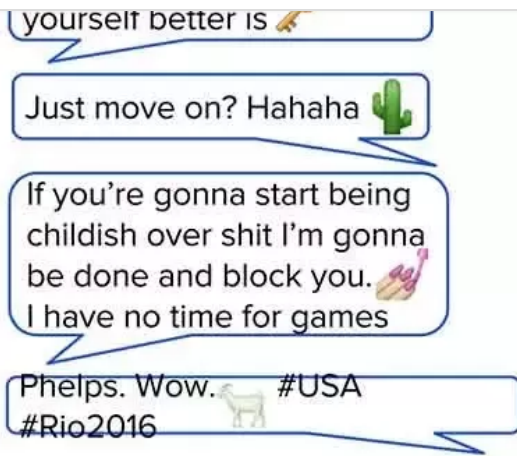 yourself better is 🔑
Just move on? Hahaha 🌵
If you're gonna start being
childish over shit I'm gonna
be done and block you. 💅
I have no time for games
Phelps. Wow. 🐐 #USA
#Rio2016